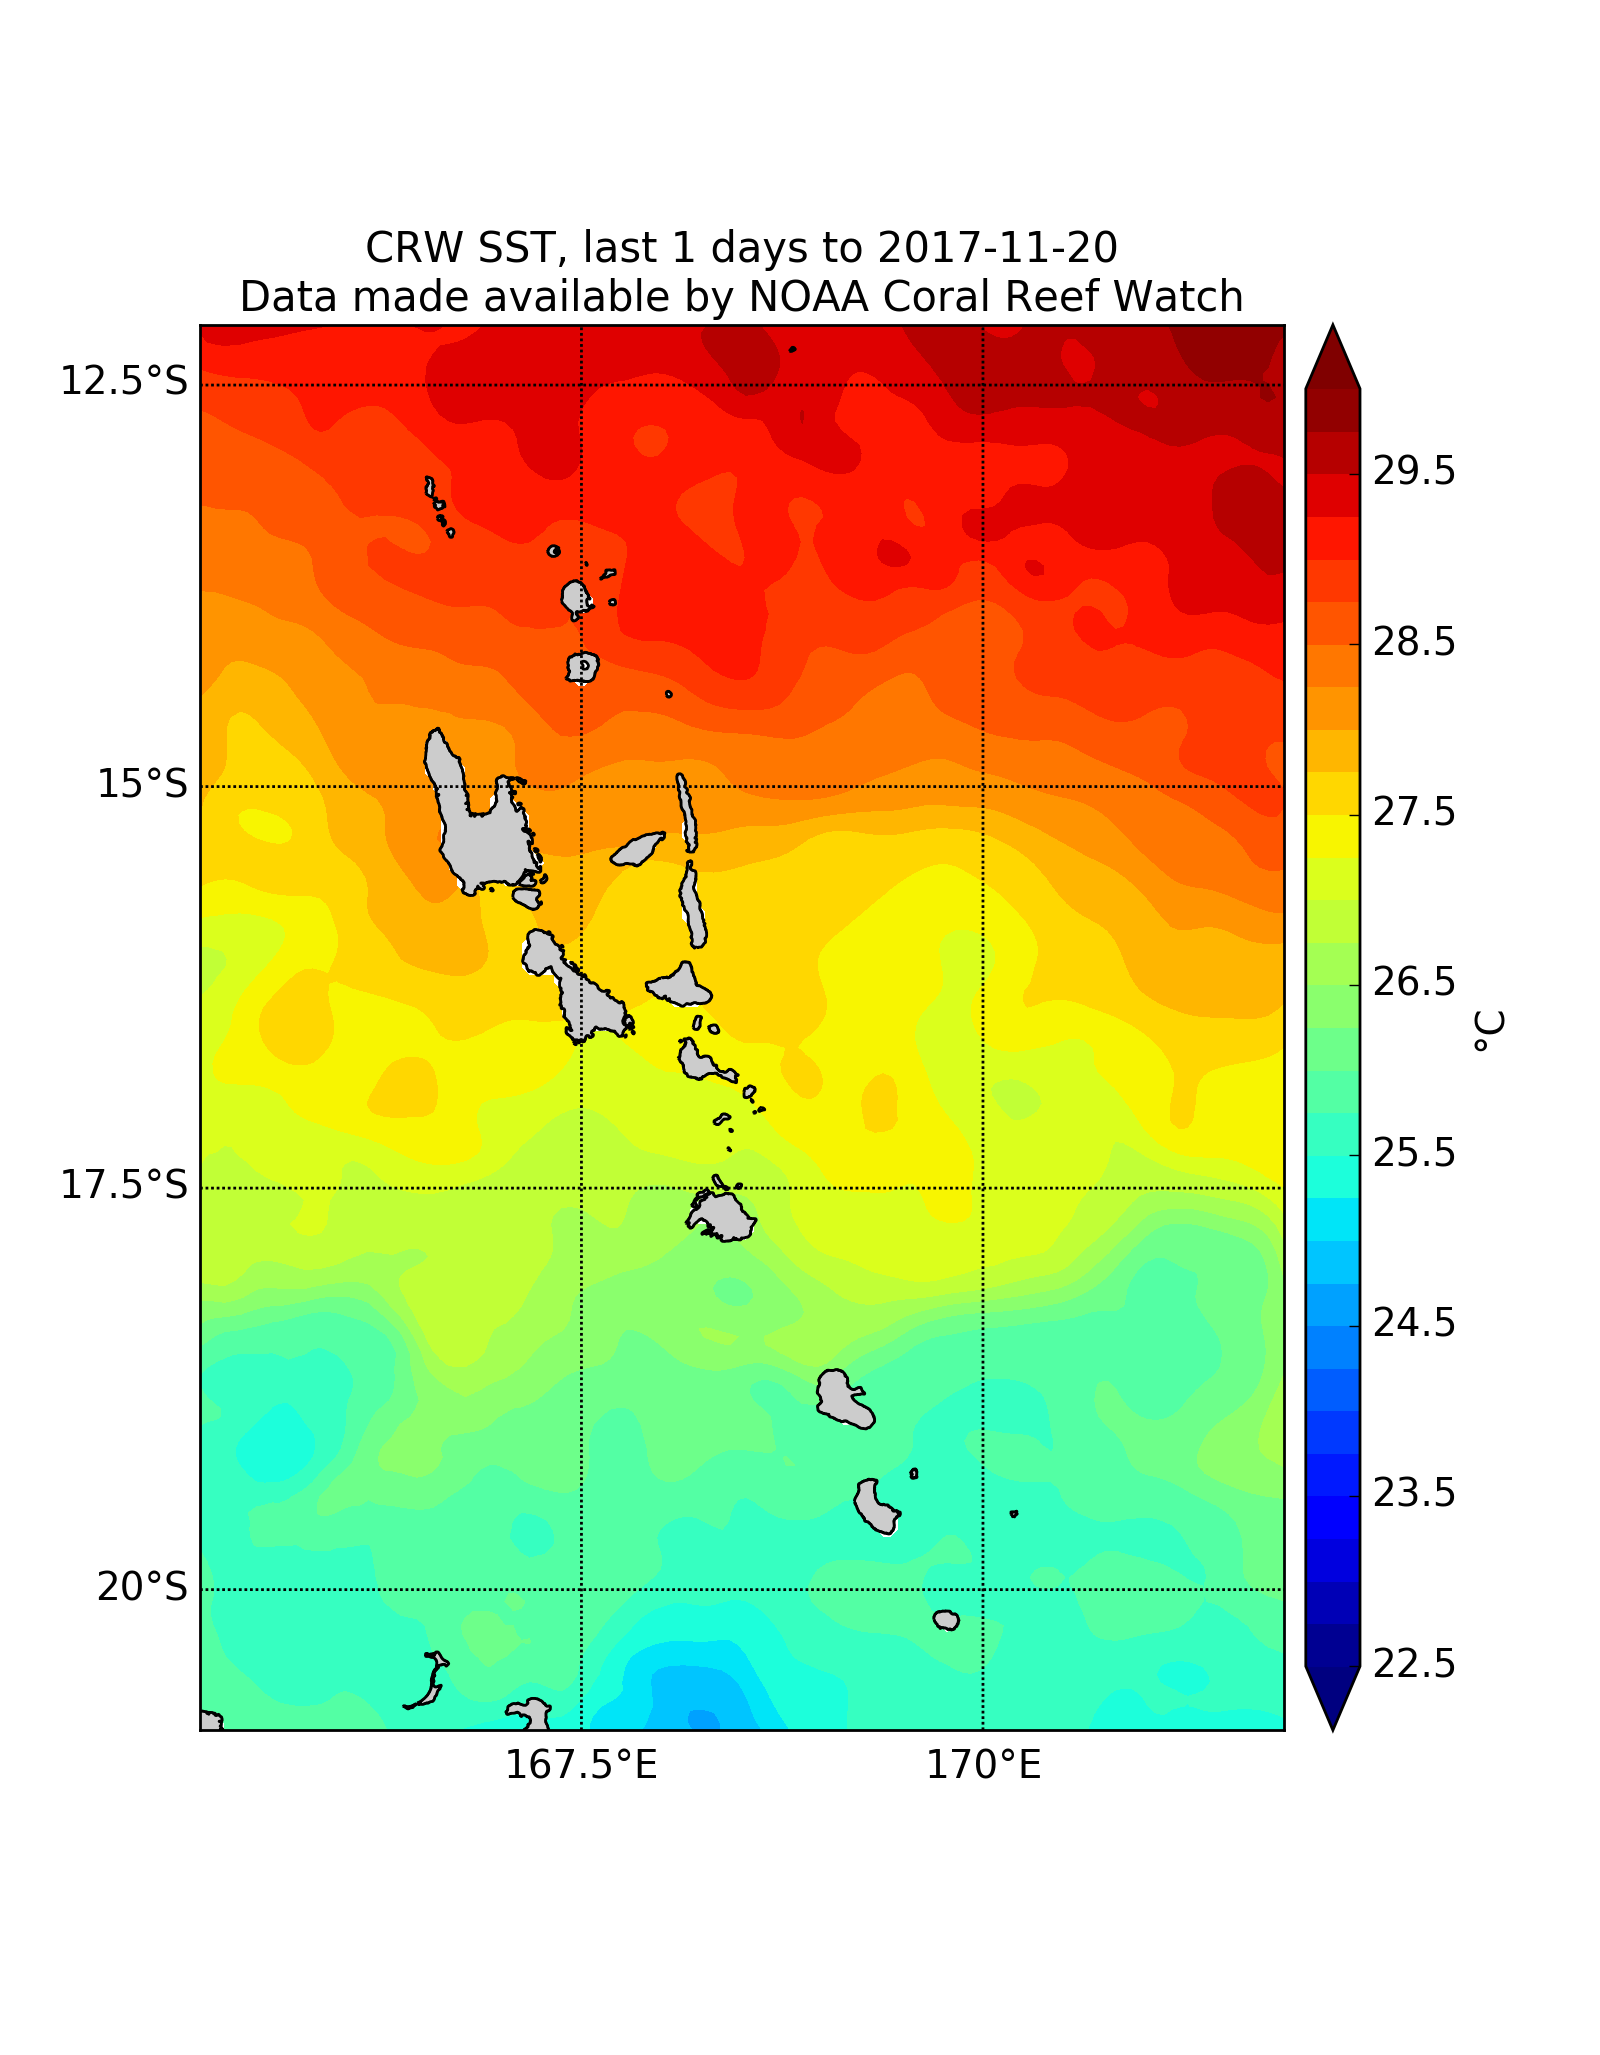 CRW SST, last 1 days to 2017-11-20
Data made available by NOAA Coral Reef Watch
12.5°S
15°S
17.5°S
20°S
167.5°E
170°E
29.5
28.5
27.5
26.5
25.5
24.5
23.5
22.5
°C